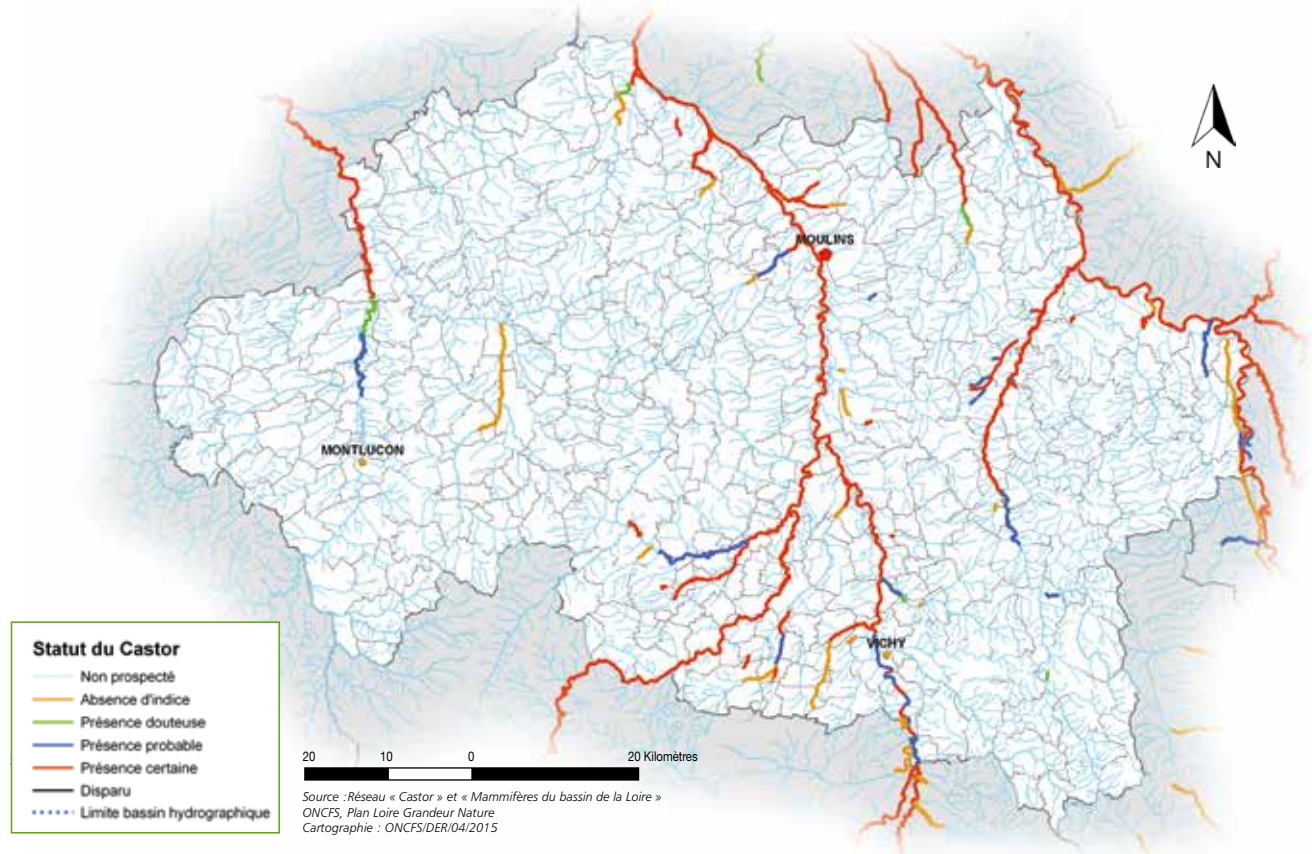 N
MOULINS
MONTLUCON
VICHY
Statut du Castor
Non prospecté
Absence d'indice
Présence douteuse
Présence probable
Présence certaine
Disparu
Limite bassin hydrographique
20 10 0 20 Kilomètres
Source :Réseau « Castor » et « Mammifères du bassin de la Loire »
ONCFS, Plan Loire Grandeur Nature
Cartographie : ONCFS/DER/04/2015